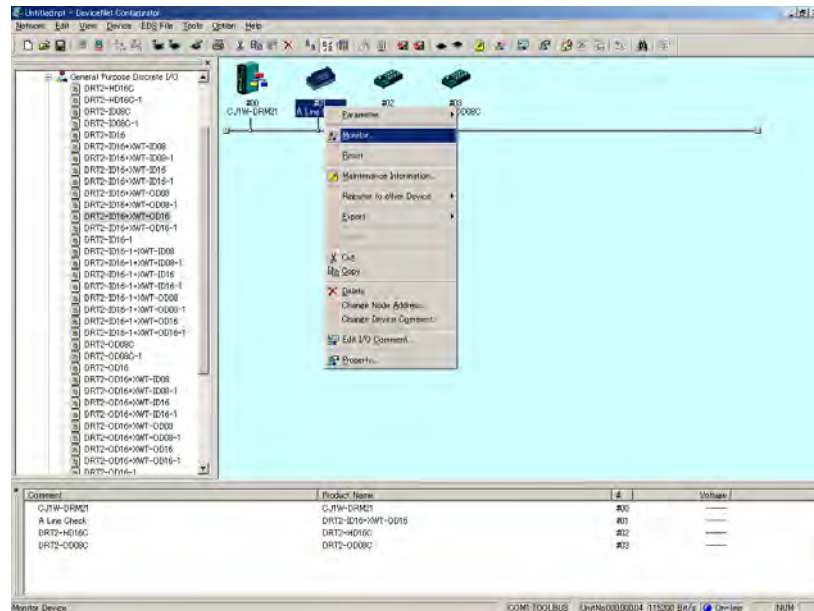 Untitled.npt - DeviceNet Configurator
Network Edit View Device EDS File Tools Option Help
General Purpose Discrete I/O
DRT2-HD16C
DRT2-HD16C-1
DRT2-ID08C
DRT2-ID08C-1
DRT2-ID16
DRT2-ID16+XWT-ID08
DRT2-ID16+XWT-ID08-1
DRT2-ID16+XWT-ID16
DRT2-ID16+XWT-ID16-1
DRT2-ID16+XWT-OD08
DRT2-ID16+XWT-OD08-1
DRT2-ID16+XWT-OD16
DRT2-ID16+XWT-OD16-1
DRT2-ID16-1
DRT2-ID16-1+XWT-ID08
DRT2-ID16-1+XWT-ID08-1
DRT2-ID16-1+XWT-ID16
DRT2-ID16-1+XWT-ID16-1
DRT2-ID16-1+XWT-OD08
DRT2-ID16-1+XWT-OD08-1
DRT2-ID16-1+XWT-OD16
DRT2-ID16-1+XWT-OD16-1
DRT2-OD08C
DRT2-OD08C-1
DRT2-OD16
DRT2-OD16+XWT-ID08
DRT2-OD16+XWT-ID08-1
DRT2-OD16+XWT-ID16
DRT2-OD16+XWT-ID16-1
DRT2-OD16+XWT-OD08
DRT2-OD16+XWT-OD08-1
DRT2-OD16+XWT-OD16
DRT2-OD16+XWT-OD16-1
DRT2-OD16-1
#00
CJ1W-DRM21
#01
A Line
#02
#03
OD08C
Parameter
Monitor...
Reset
Maintenance Information...
Register to other Device
Export
Cut
Copy
Delete
Change Node Address...
Change Device Comment...
Edit I/O Comment...
Property...
Comment Product Name # Voltage
CJ1W-DRM21 CJ1W-DRM21 #00
A Line Check DRT2-ID16+XWT-OD16 #01
DRT2-HD16C DRT2-HD16C #02
DRT2-OD08C DRT2-OD08C #03
Monitor Device
COM1:TOOLBUS
115200 Bit/s
On-line
NUM